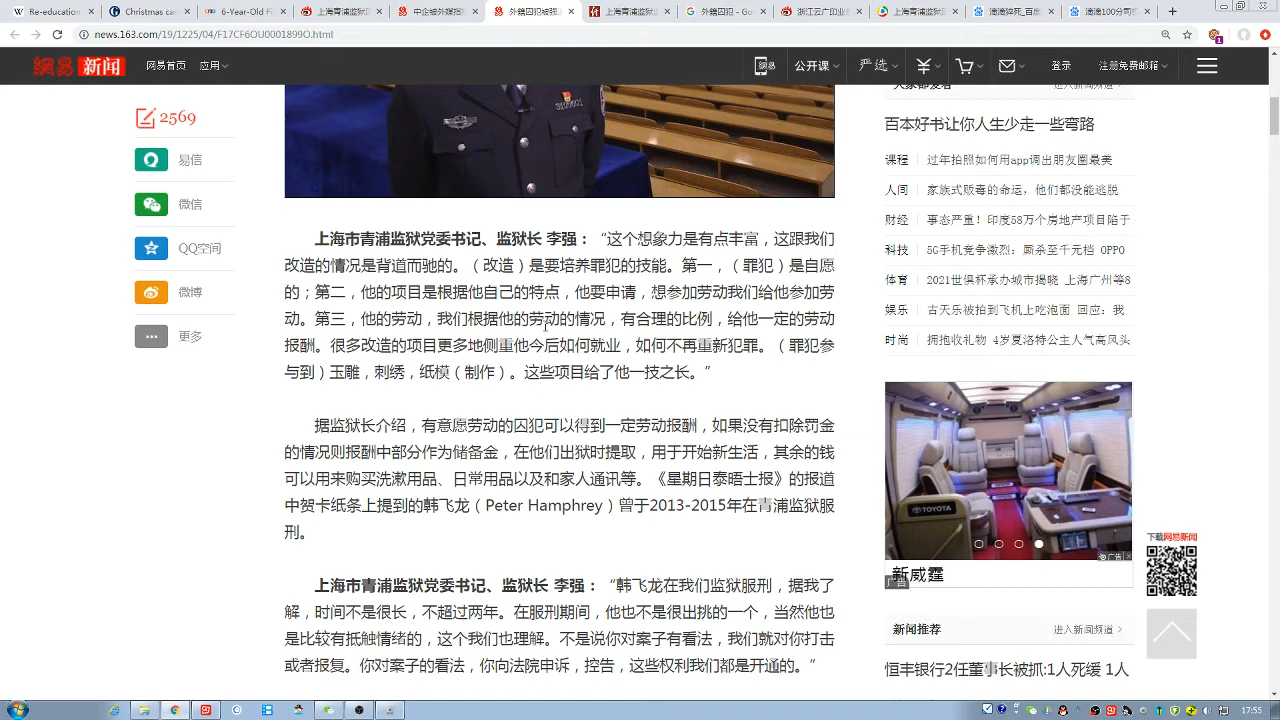 Re-education
Christmas ca
6-Year-Old Fi
上海青浦监狱
中企被外媒指
外籍囚犯被强
上海青浦监狱
外籍囚犯 - Go
浙江云广印业
上海青浦监狱
滴滴猝死_百度
滴滴100分司机
news.163.com/19/1225/04/F17CF6OU0001899O.html
網易 新闻
网易首页
应用
公开课
严选
登录
注册免费邮箱
2569
易信
微信
QQ空间
微博
更多
进入新闻频道
百本好书让你人生少走一些弯路
课程 过年拍照如何用app调出朋友圈最美
人间 家族式贩毒的命运，他们都没能逃脱
财经 事态严重！印度58万个房地产项目陷于
科技 5G手机竞争激烈：厮杀至千元档 OPPO
体育 2021世俱杯承办城市揭晓 上海广州等8
娱乐 古天乐被拍到飞机上吃泡面 回应：我
时尚 拥抱收礼物 4岁夏洛特公主人气高风头
上海市青浦监狱党委书记、监狱长 李强：“这个想象力是有点丰富，这跟我们
改造的情况是背道而驰的。（改造）是要培养罪犯的技能。第一，（罪犯）是自愿
的；第二，他的项目是根据他自己的特点，他要申请，想参加劳动我们给他参加劳
动。第三，他的劳动，我们根据他的劳动的情况，有合理的比例，给他一定的劳动
报酬。很多改造的项目更多地侧重他今后如何就业，如何不再重新犯罪。（罪犯参
与到）玉雕，刺绣，纸模（制作）。这些项目给了他一技之长。”
据监狱长介绍，有意愿劳动的囚犯可以得到一定劳动报酬，如果没有扣除罚金
的情况则报酬中部分作为储备金，在他们出狱时提取，用于开始新生活，其余的钱
可以用来购买洗漱用品、日常用品以及和家人通讯等。《星期日泰晤士报》的报道
中贺卡纸条上提到的韩飞龙（Peter Hamphrey）曾于2013-2015年在青浦监狱服
刑。
上海市青浦监狱党委书记、监狱长 李强：“韩飞龙在我们监狱服刑，据我了
解，时间不是很长，不超过两年。在服刑期间，他也不是很出挑的一个，当然他也
是比较有抵触情绪的，这个我们也理解。不是说你对案子有看法，我们就对你打击
或者报复。你对案子的看法，你向法院申诉，控告，这些权利我们都是开通的。”
TOYOTA
广告
新威霆
广告
下载网易新闻
新闻推荐
进入新闻频道
恒丰银行2任董事长被抓:1人死缓 1人
17:55